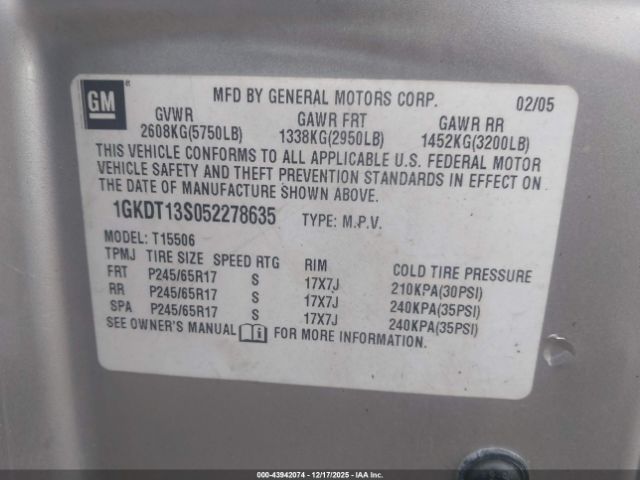 GM
MFD BY GENERAL MOTORS CORP. 02/05
GVWR GAWR FRT GAWR RR
2608KG(5750LB) 1338KG(2950LB) 1452KG(3200LB)
THIS VEHICLE CONFORMS TO ALL APPLICABLE U.S. FEDERAL MOTOR
VEHICLE SAFETY AND THEFT PREVENTION STANDARDS IN EFFECT ON
THE DATE OF MANUFACTURE SHOWN ABOVE.
1GKDT13S052278635 TYPE: M.P.V.
MODEL: T15506
TPMJ TIRE SIZE SPEED RTG RIM COLD TIRE PRESSURE
FRT P245/65R17 S 17X7J 210KPA(30PSI)
RR P245/65R17 S 17X7J 240KPA(35PSI)
SPA P245/65R17 S 17X7J 240KPA(35PSI)
SEE OWNER'S MANUAL FOR MORE INFORMATION.
000-43942074 - 12/17/2025 - IAA Inc.